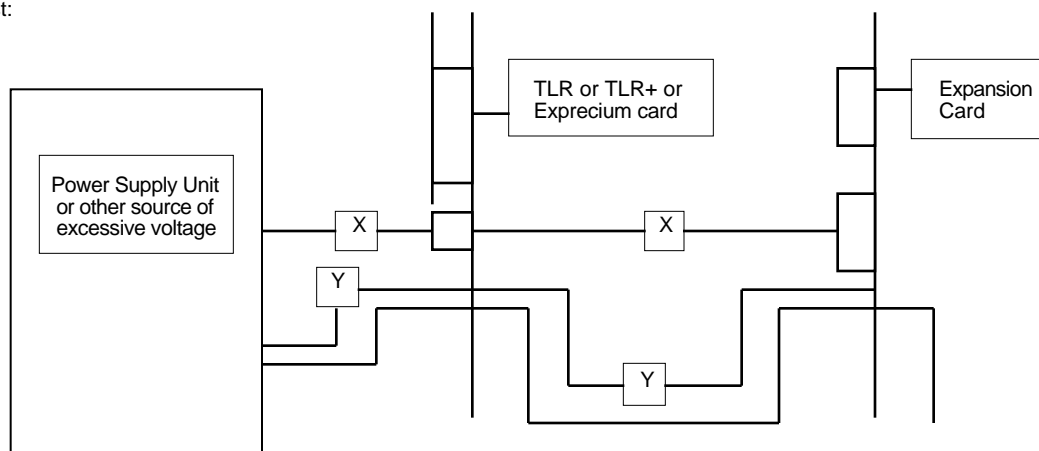 t:
TLR or TLR+ or
Exprecium card
Expansion
Card
Power Supply Unit
or other source of
excessive voltage
X
X
Y
Y